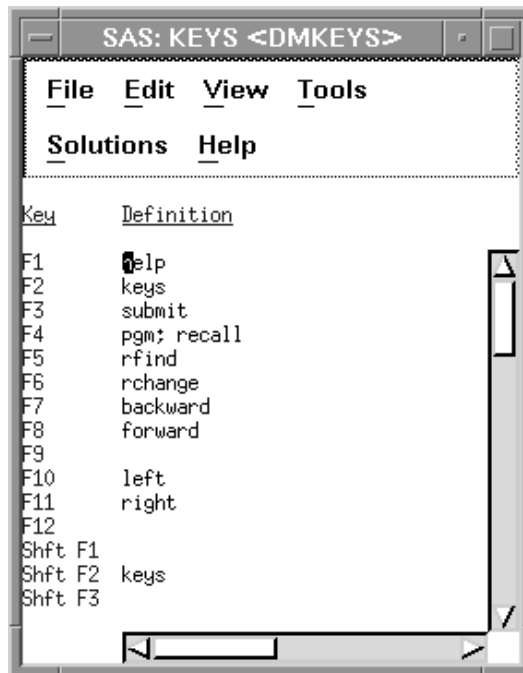 SAS: KEYS <DMKEYS>
File Edit View Tools
Solutions Help
Key Definition
F1 help
F2 keys
F3 submit
F4 pgm; recall
F5 rfind
F6 rchange
F7 backward
F8 forward
F9
F10 left
F11 right
F12
Shft F1
Shft F2 keys
Shft F3